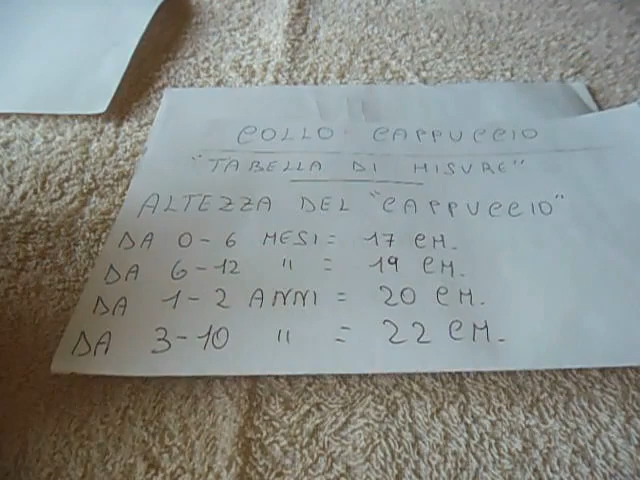 COLLO CAPPUCCIO
"TABELLA DI MISURE"
ALTEZZA DEL "CAPPUCCIO"
DA 0-6 MESI = 17 CM.
DA 6-12 " = 19 CM.
DA 1-2 ANNI = 20 CM.
DA 3-10 " = 22 CM.